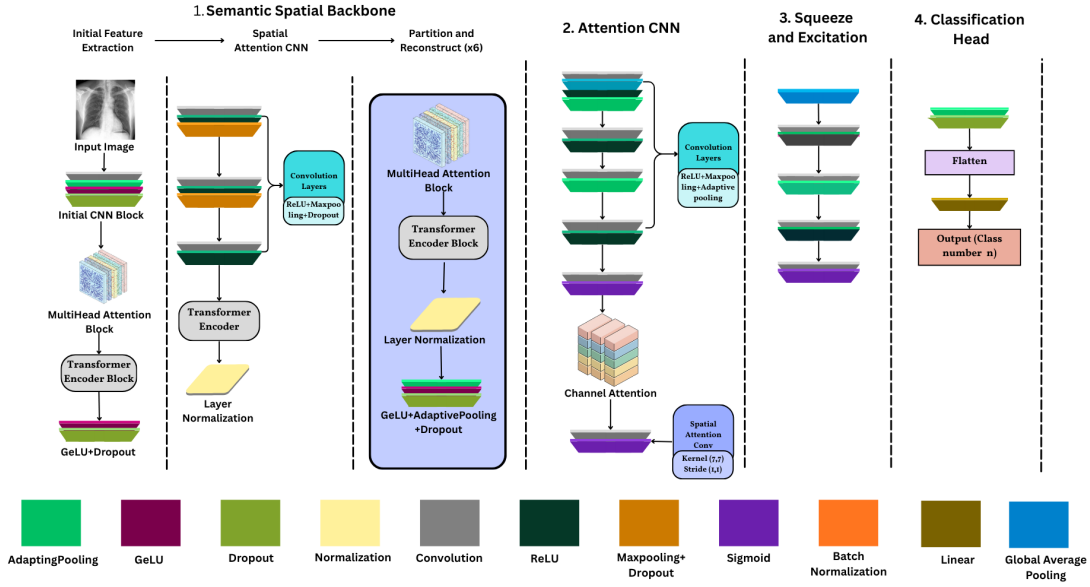 1. Semantic Spatial Backbone
Initial Feature
Extraction
Spatial
Attention CNN
Partition and
Reconstruct (x6)
Input Image
Initial CNN Block
MultiHead Attention
Block
Transformer
Encoder Block
GeLU+Dropout
Convolution
Layers
ReLU+Maxpoo
ling+Dropout
Transformer
Encoder
Layer
Normalization
MultiHead Attention
Block
Transformer
Encoder Block
Layer Normalization
GeLU+AdaptivePooling
+Dropout
2. Attention CNN
Convolution
Layers
ReLU+Maxpoo
ling+Adaptive
pooling
Channel Attention
Spatial
Attention
Conv
Kernel (7,7)
Stride (1,1)
3. Squeeze
and Excitation
4. Classification
Head
Flatten
Output (Class
number n)
AdaptingPooling
GeLU
Dropout
Normalization
Convolution
ReLU
Maxpooling+
Dropout
Sigmoid
Batch
Normalization
Linear
Global Average
Pooling